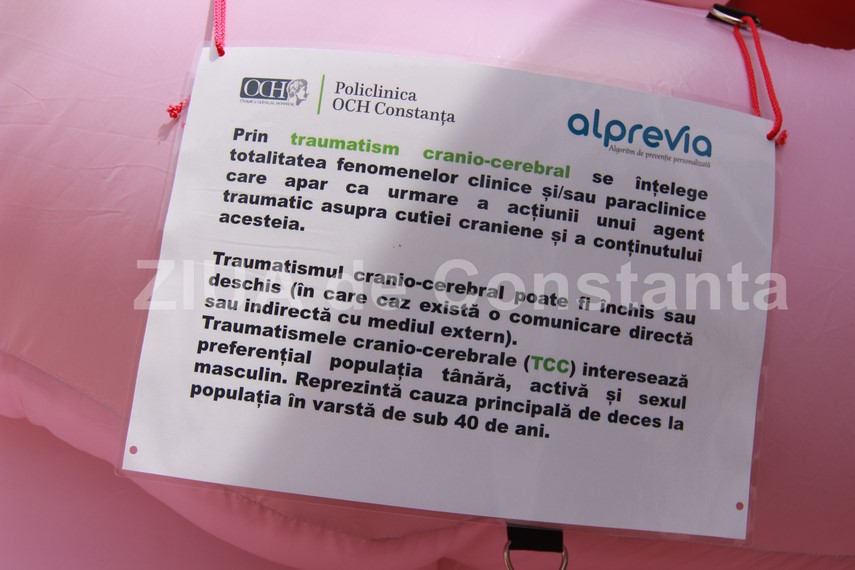 OCH
Policlinica
OCH Constanța
alprevia
Algoritm de prevenție personalizată
Prin traumatism cranio-cerebral se înțelege
totalitatea fenomenelor clinice și/sau paraclinice
care apar ca urmare a acțiunii unui agent
traumatic asupra cutiei craniene și a conținutului
acesteia.
ZIUA de Constanta
Traumatismul cranio-cerebral poate fi închis sau
deschis (în care caz există o comunicare directă
sau indirectă cu mediul extern).
Traumatismele cranio-cerebrale (TCC) interesează
preferențial populația tânără, activă și sexul
masculin. Reprezintă cauza principală de deces la
populația în varstă de sub 40 de ani.